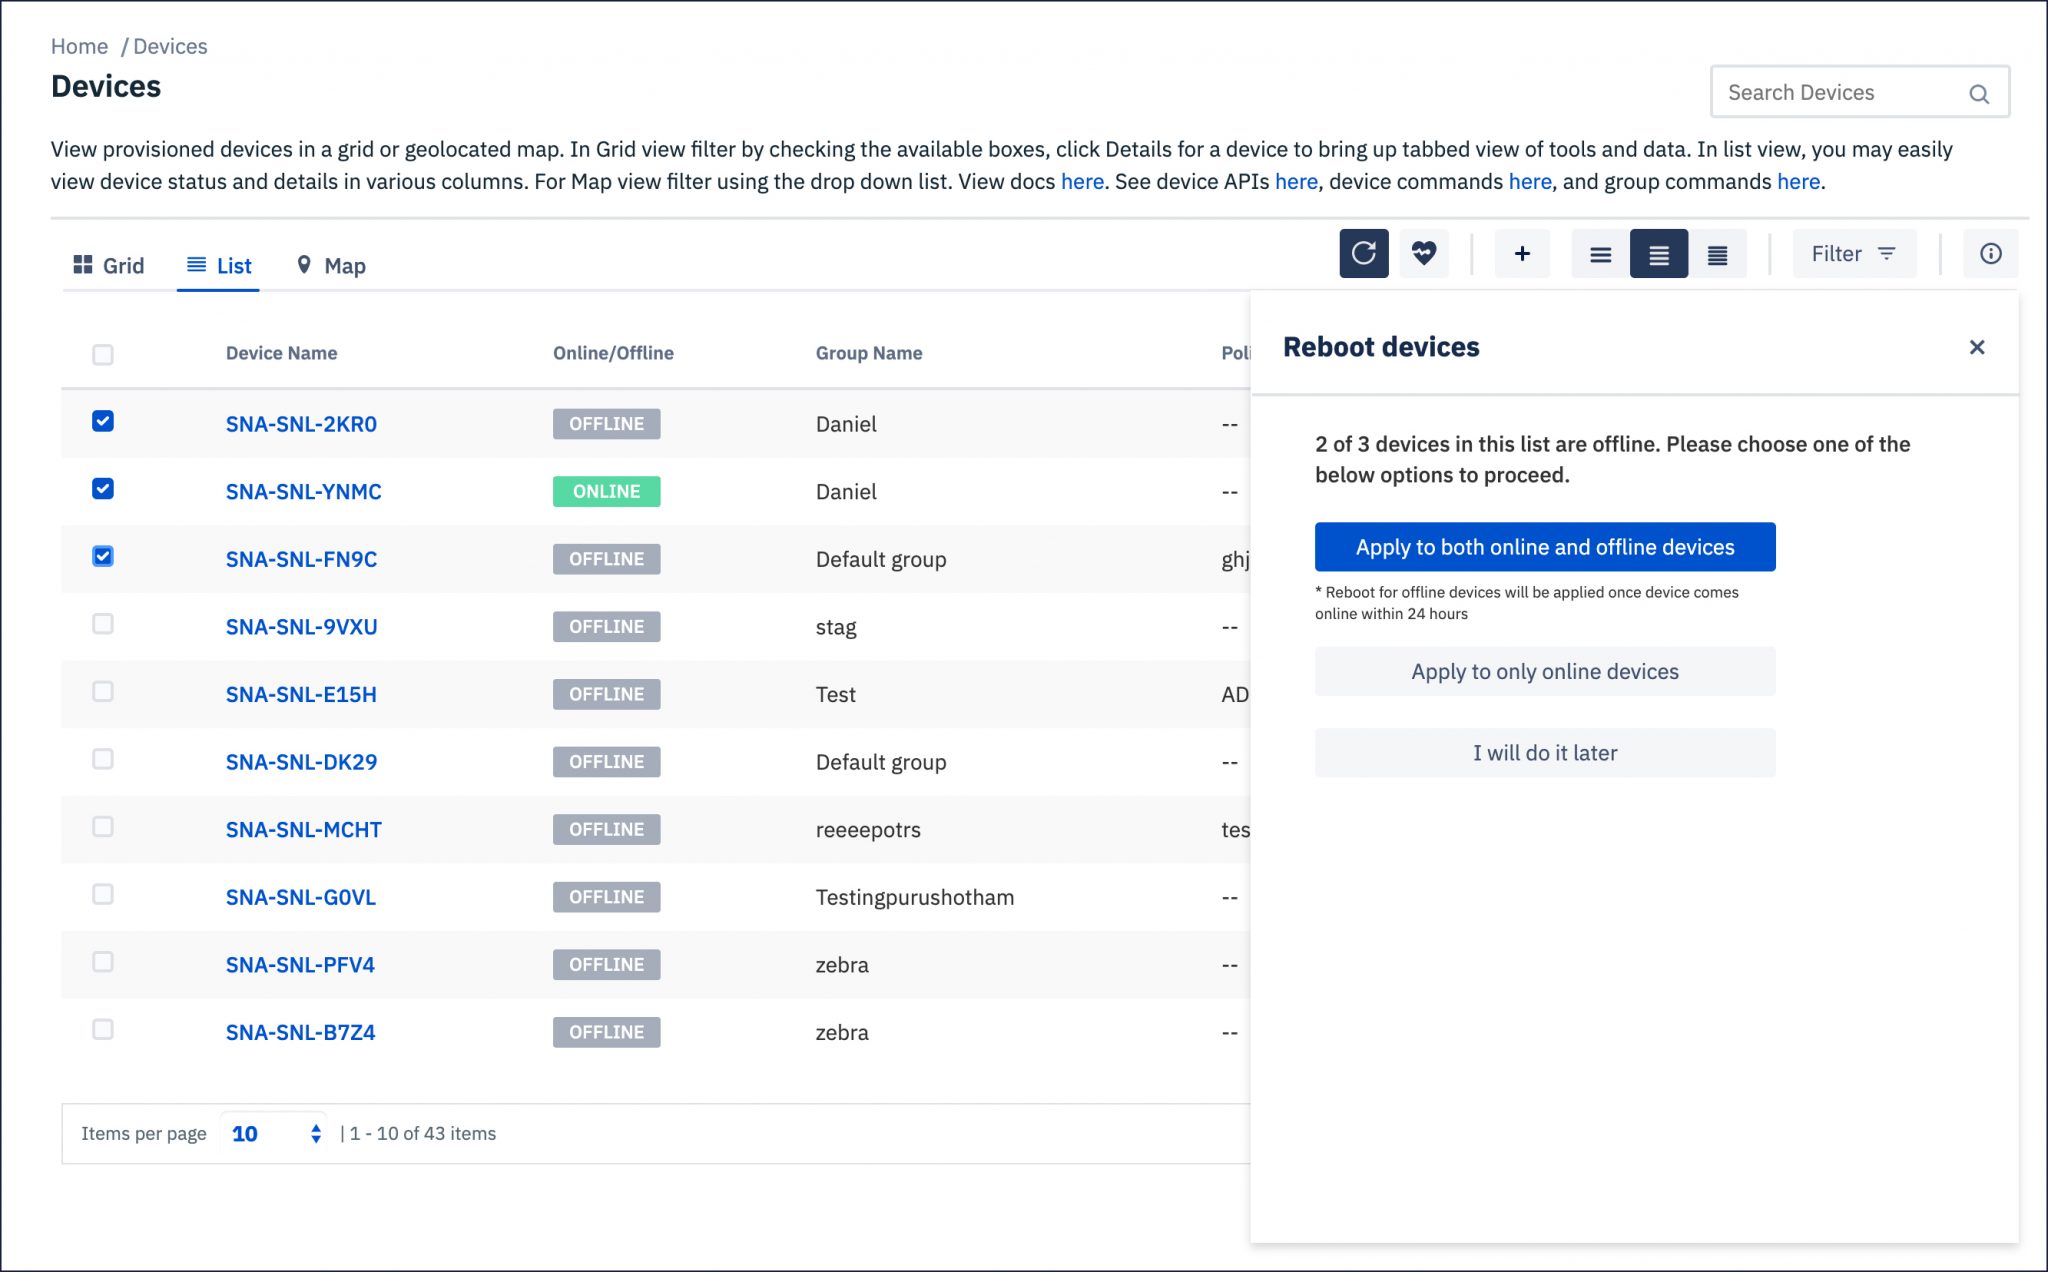 Home / Devices
Devices
Search Devices
View provisioned devices in a grid or geolocated map. In Grid view filter by checking the available boxes, click Details for a device to bring up tabbed view of tools and data. In list view, you may easily
view device status and details in various columns. For Map view filter using the drop down list. View docs here. See device APIs here, device commands here, and group commands here.
Grid List Map Filter
Device Name Online/Offline Group Name Poli
SNA-SNL-2KR0 OFFLINE Daniel --
SNA-SNL-YNMC ONLINE Daniel --
SNA-SNL-FN9C OFFLINE Default group ghj
SNA-SNL-9VXU OFFLINE stag --
SNA-SNL-E15H OFFLINE Test AD
SNA-SNL-DK29 OFFLINE Default group --
SNA-SNL-MCHT OFFLINE reeeepotrs tes
SNA-SNL-G0VL OFFLINE Testingpurushotham --
SNA-SNL-PFV4 OFFLINE zebra --
SNA-SNL-B7Z4 OFFLINE zebra --
Items per page 10 | 1 - 10 of 43 items
Reboot devices
2 of 3 devices in this list are offline. Please choose one of the
below options to proceed.
Apply to both online and offline devices
* Reboot for offline devices will be applied once device comes
online within 24 hours
Apply to only online devices
I will do it later